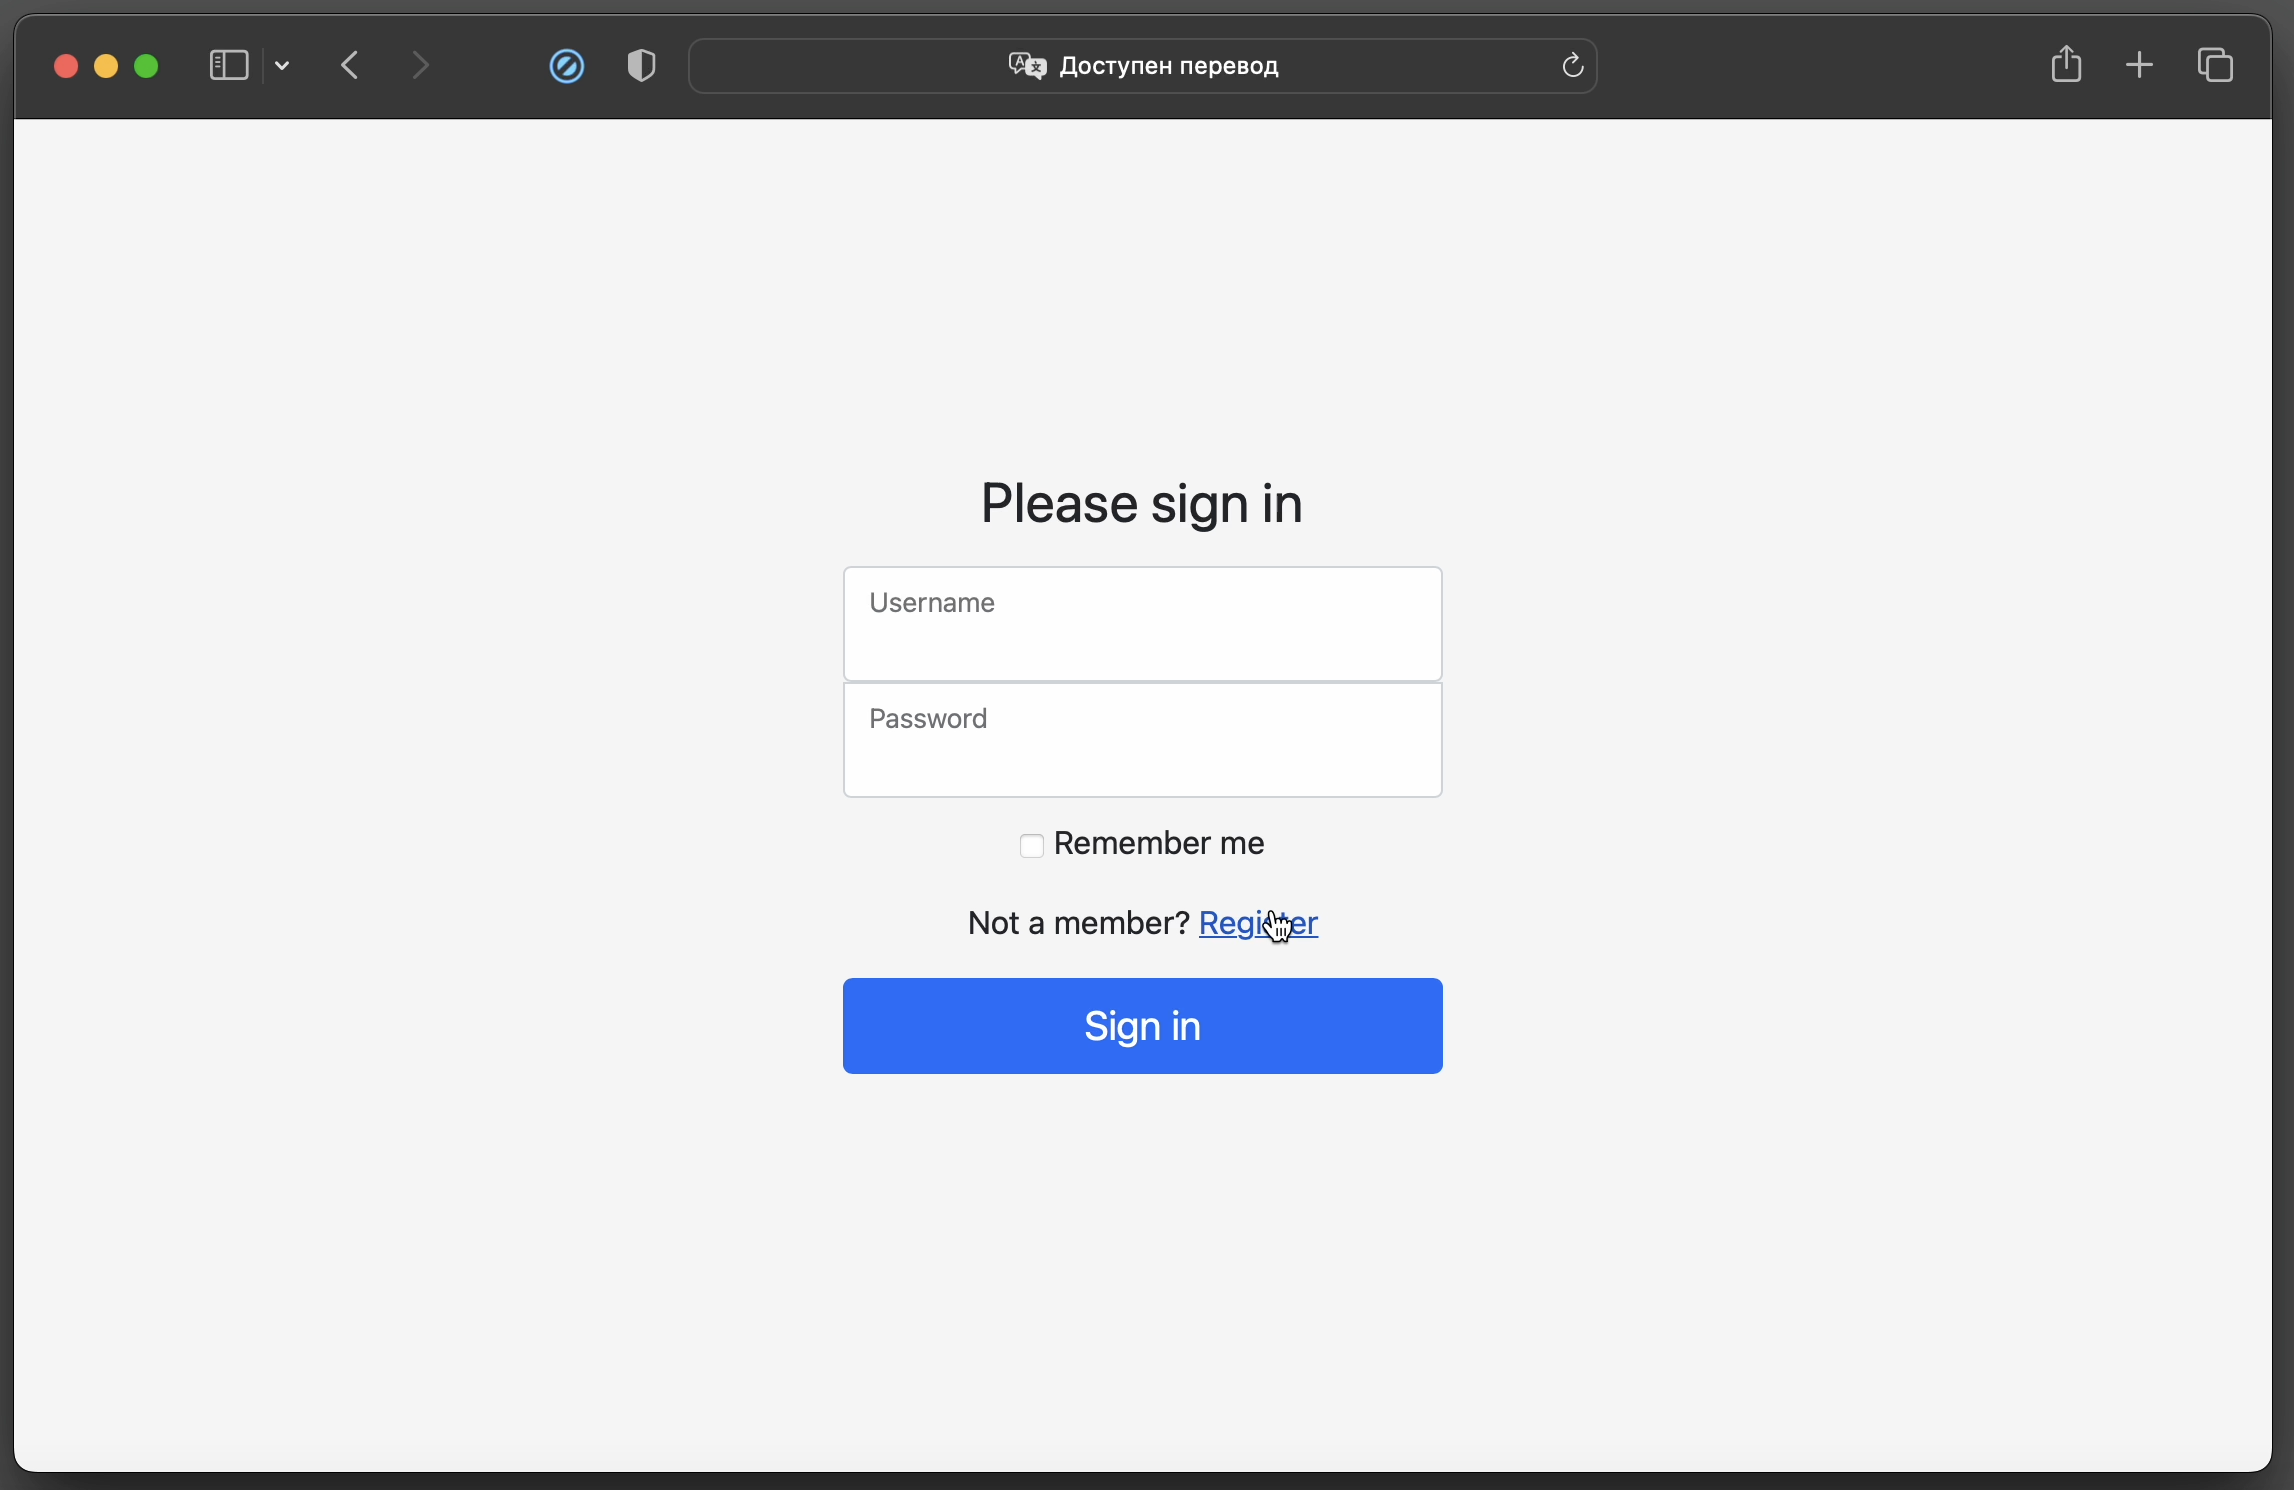 Доступен перевод
Please sign in
Username
Password
Remember me
Not a member? Register
Sign in